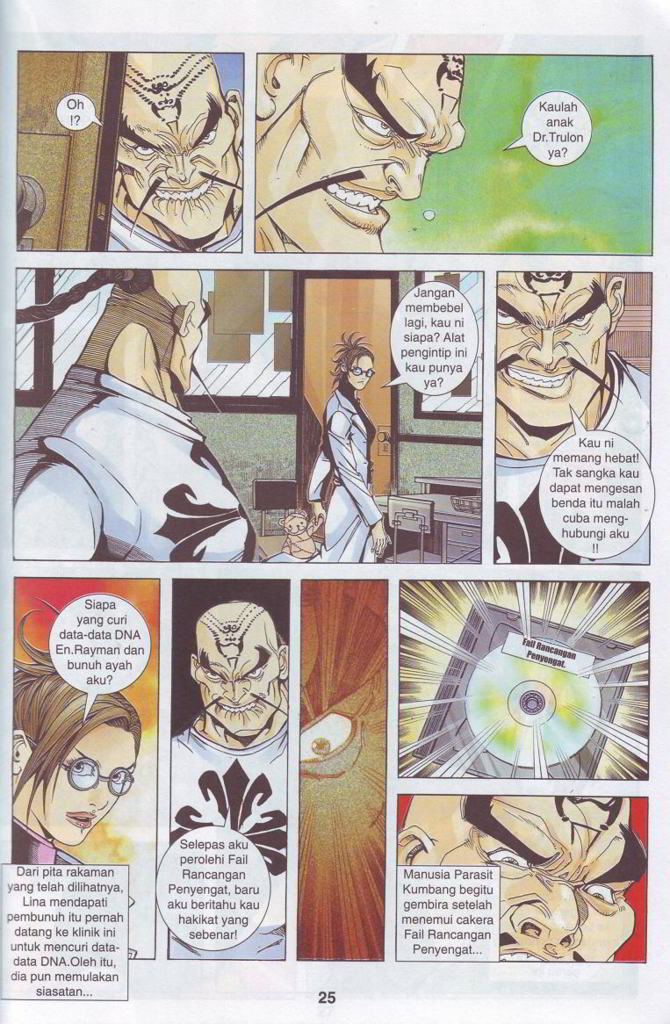 Oh
!?
Kaulah
anak
Dr.Trulon
ya?
Jangan
membebel
lagi, kau ni
siapa? Alat
pengintip ini
kau punya
ya?
Kau ni
memang hebat!
Tak sangka kau
dapat mengesan
benda itu malah
cuba meng-
hubungi aku
!!
Siapa
yang curi
data-data DNA
En.Rayman dan
bunuh ayah
aku?
Dari pita rakaman
yang telah dilihatnya,
Lina mendapati
pembunuh itu pernah
datang ke klinik ini
untuk mencuri data-
data DNA.Oleh itu,
dia pun memulakan
siasatan...
Selepas aku
perolehi Fail
Rancangan
Penyengat, baru
aku beritahu kau
hakikat yang
sebenar!
Fail Rancangan
Penyengat.
Manusia Parasit
Kumbang begitu
gembira setelah
menemui cakera
Fail Rancangan
Penyengat...
25